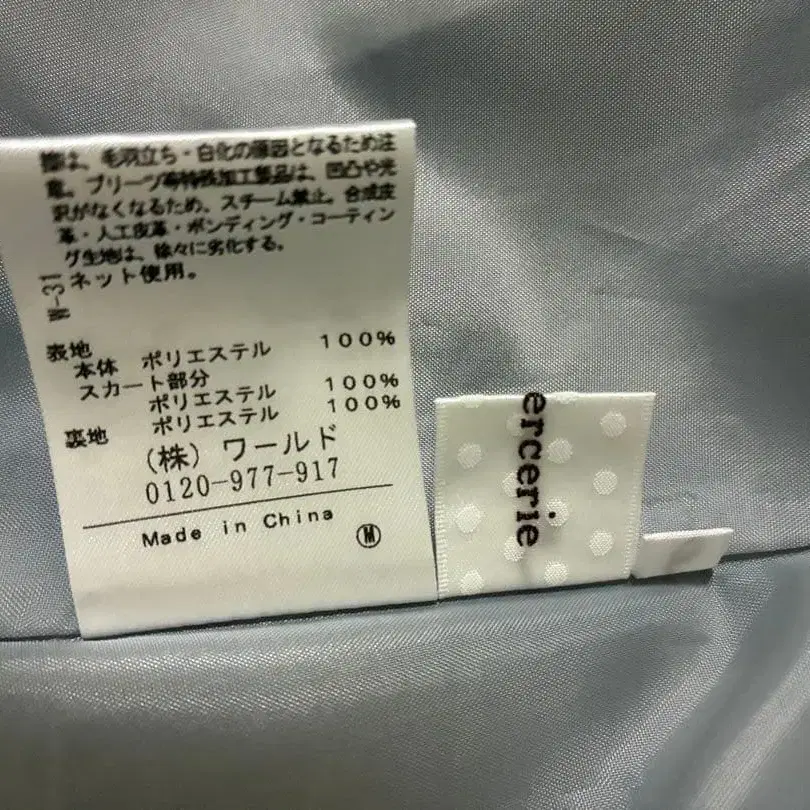 擦は、毛羽立ち・白化の原因となるため注
意。プリーツ等特殊加工製品は、凹凸や光
沢がなくなるため、スチーム禁止。合成皮
革・人工皮革・ボンディング・コーティン
グ生地は、徐々に劣化する。
ネット使用。
W-31
表地
本体 ポリエステル 100%
スカート部分
ポリエステル 100%
裏地 ポリエステル 100%
(株) ワールド
0120-977-917
Made in China
M
ercerie